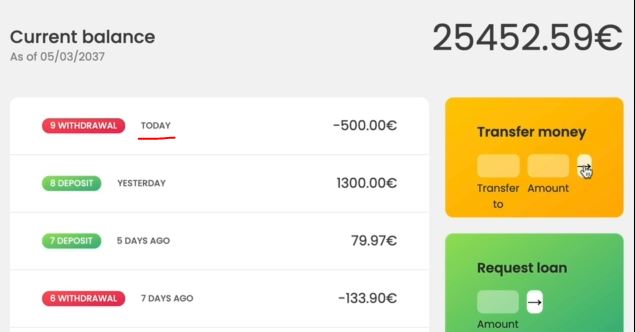 Current balance
As of 05/03/2037
25452.59€
9 WITHDRAWAL TODAY -500.00€
8 DEPOSIT YESTERDAY 1300.00€
7 DEPOSIT 5 DAYS AGO 79.97€
6 WITHDRAWAL 7 DAYS AGO -133.90€
Transfer money
→
Transfer to
Amount
Request loan
→
Amount